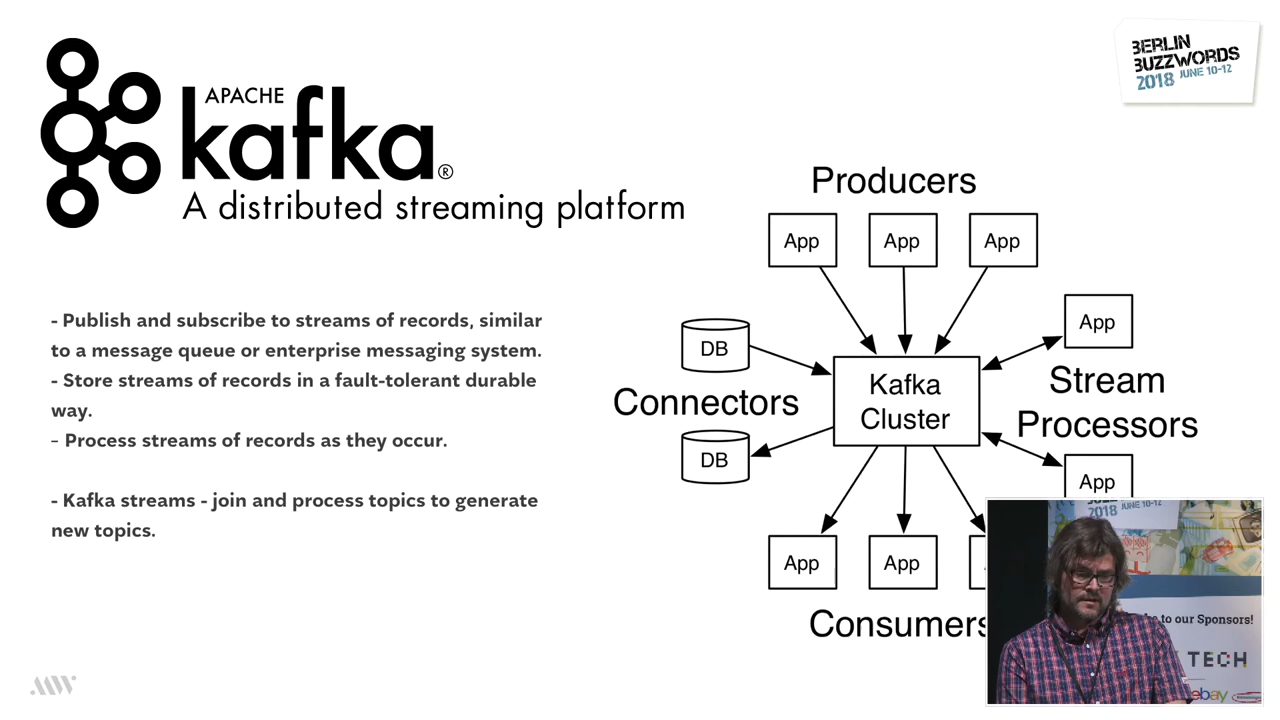 APACHE
kafka®
A distributed streaming platform
BERLIN
BUZZWORDS
2018 JUNE 10-12
- Publish and subscribe to streams of records, similar
to a message queue or enterprise messaging system.
- Store streams of records in a fault-tolerant durable
way.
- Process streams of records as they occur.
- Kafka streams - join and process topics to generate
new topics.
Producers
App
App
App
DB
App
Kafka
Cluster
Connectors
Stream
Processors
DB
App
App
App
Consumers
2018 JUNE 10-12
to our Sponsors!
TECH
ebay